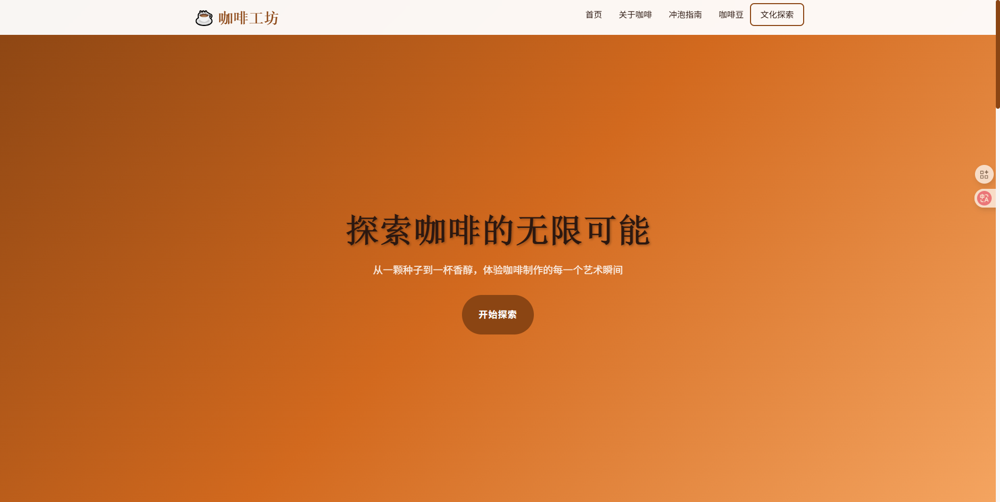 咖啡工坊
首页 关于咖啡 冲泡指南 咖啡豆 文化探索
探索咖啡的无限可能
从一颗种子到一杯香醇，体验咖啡制作的每一个艺术瞬间
开始探索